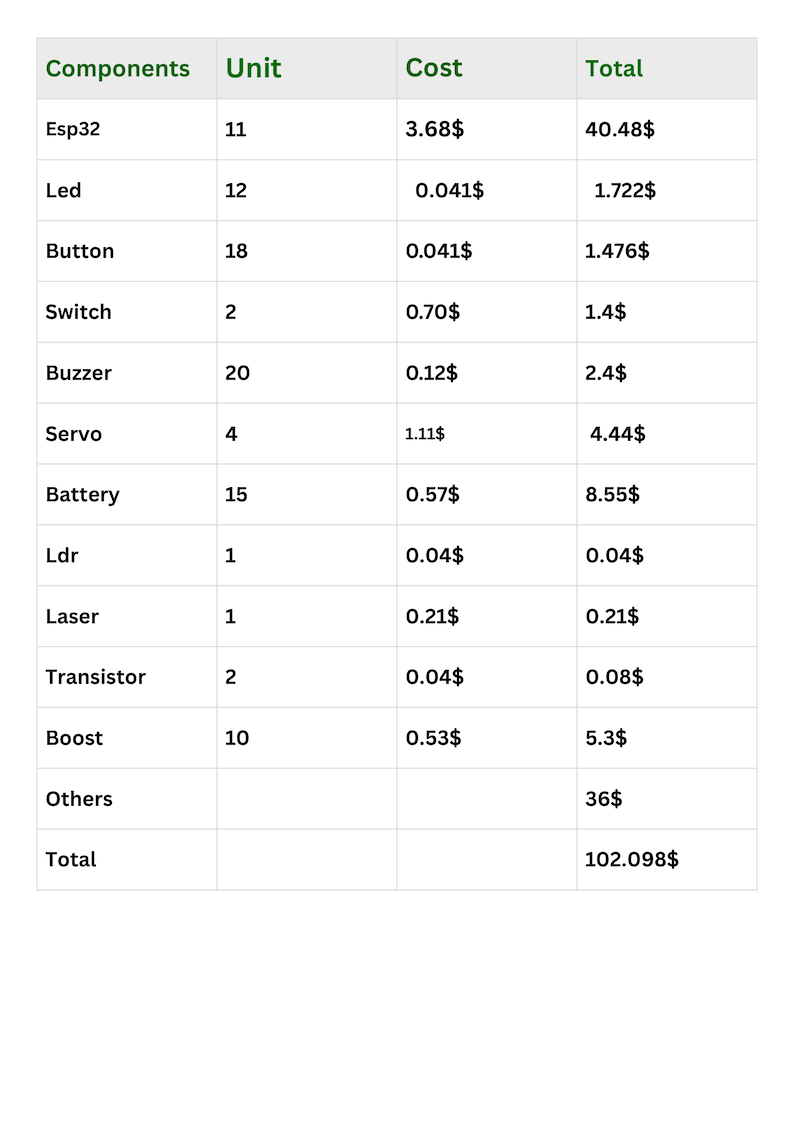 Components Unit Cost Total
Esp32 11 3.68$ 40.48$
Led 12 0.041$ 1.722$
Button 18 0.041$ 1.476$
Switch 2 0.70$ 1.4$
Buzzer 20 0.12$ 2.4$
Servo 4 1.11$ 4.44$
Battery 15 0.57$ 8.55$
Ldr 1 0.04$ 0.04$
Laser 1 0.21$ 0.21$
Transistor 2 0.04$ 0.08$
Boost 10 0.53$ 5.3$
Others 36$
Total 102.098$